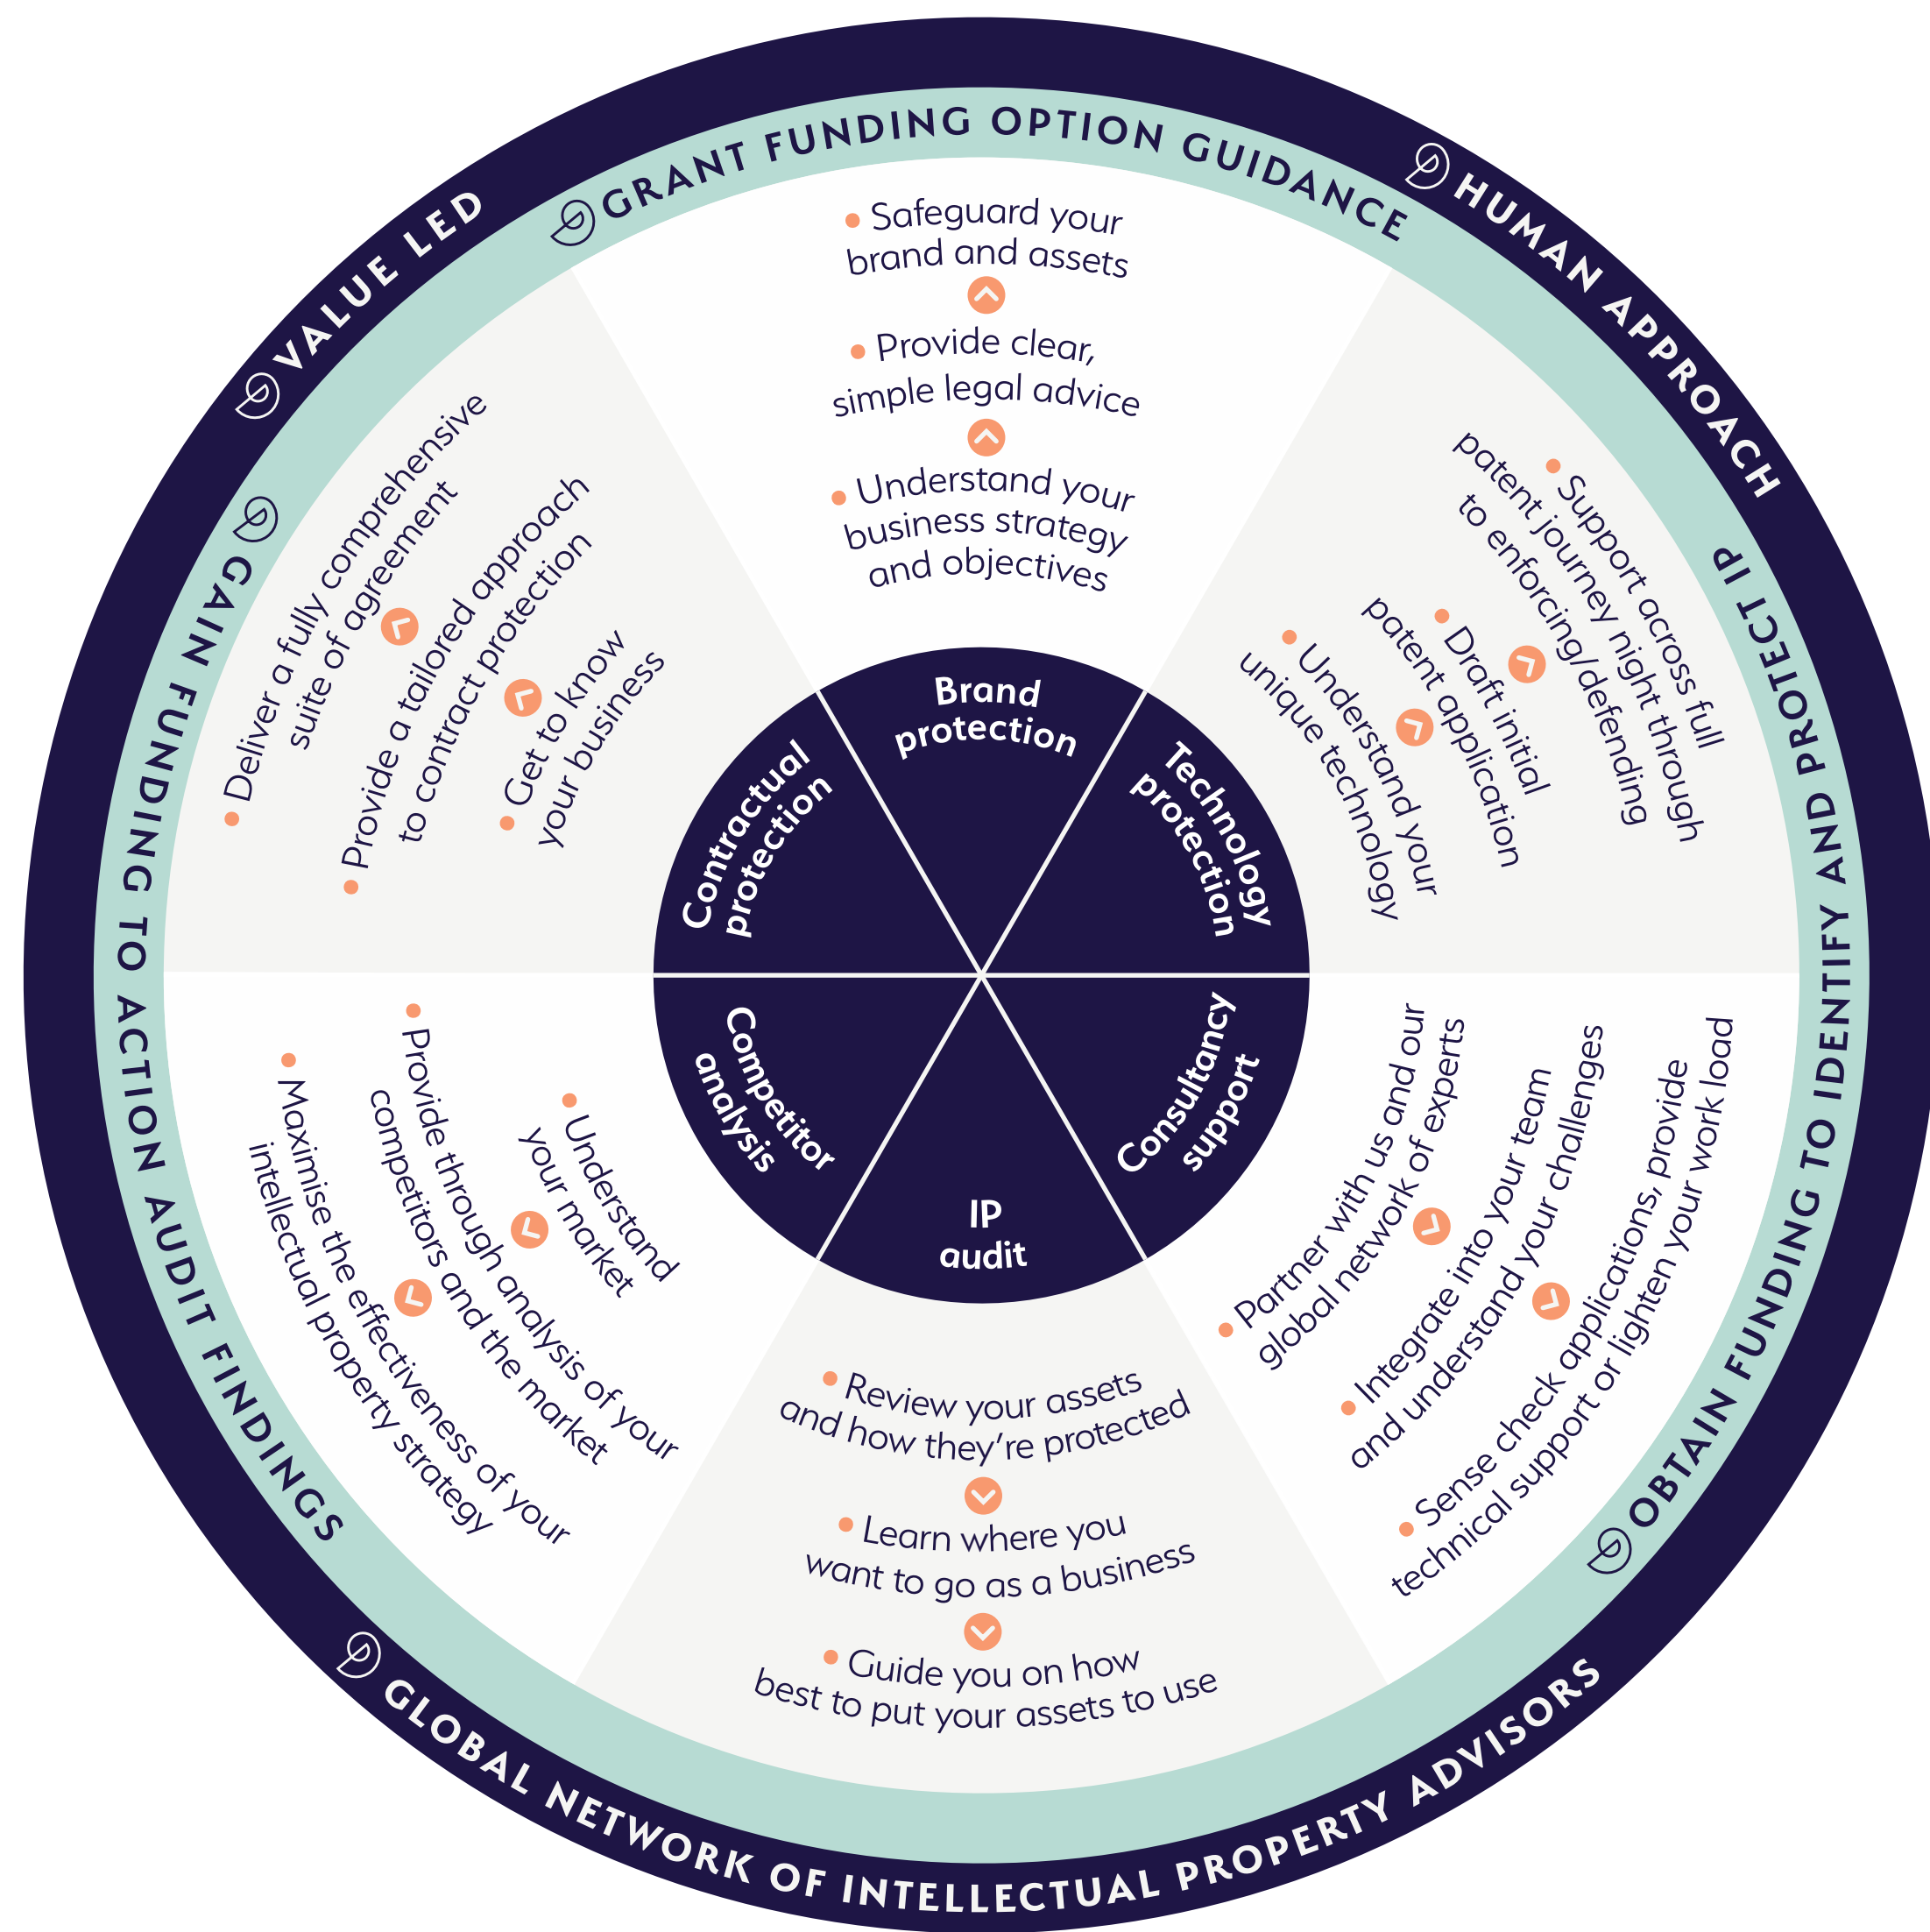 VALUE LED
HUMAN APPROACH
GLOBAL NETWORK OF INTELLECTUAL PROPERTY ADVISORS
GRANT FUNDING OPTION GUIDANCE
OBTAIN FUNDING TO IDENTIFY AND PROTECT IP
GAIN FUNDING TO ACTION AUDIT FINDINGS
Brand
protection
• Understand your
business strategy
and objectives
• Provide clear,
simple legal advice
• Safeguard your
brand and assets
Technology
protection
• Understand your
unique technology
• Draft initial
patent application
• Support across full
patent journey right through
to enforcing/defending
Consultancy
support
• Partner with us and our
global network of experts
• Integrate into your team
and understand your challenges
• Sense check applications, provide
technical support or lighten your work load
IP
audit
• Review your assets
and how they're protected
• Learn where you
want to go as a business
• Guide you on how
best to put your assets to use
Competitor
analysis
• Understand
your market
• Provide through analysis of your
competitors and the market
• Maximise the effectiveness of your
intellectual property strategy
Contractual
protection
• Get to know
your business
• Provide a tailored approach
to contract protection
• Deliver a fully comprehensive
suite of agreement